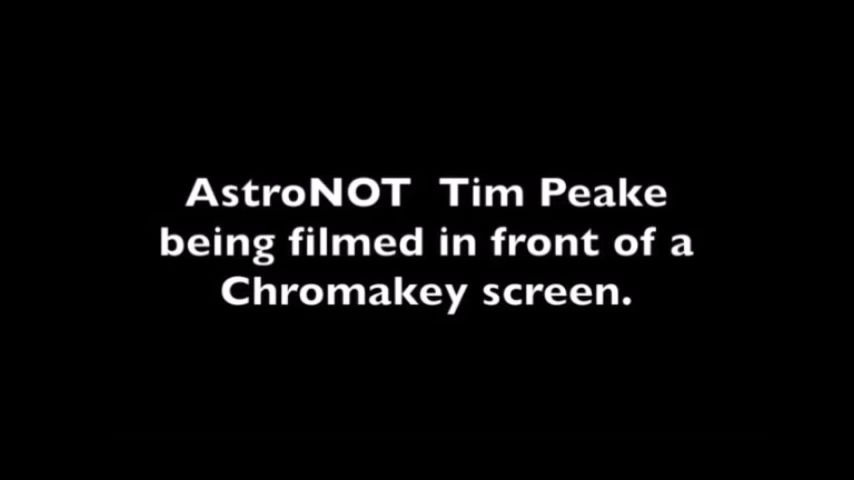 AstroNOT Tim Peake
being filmed in front of a
Chromakey screen.